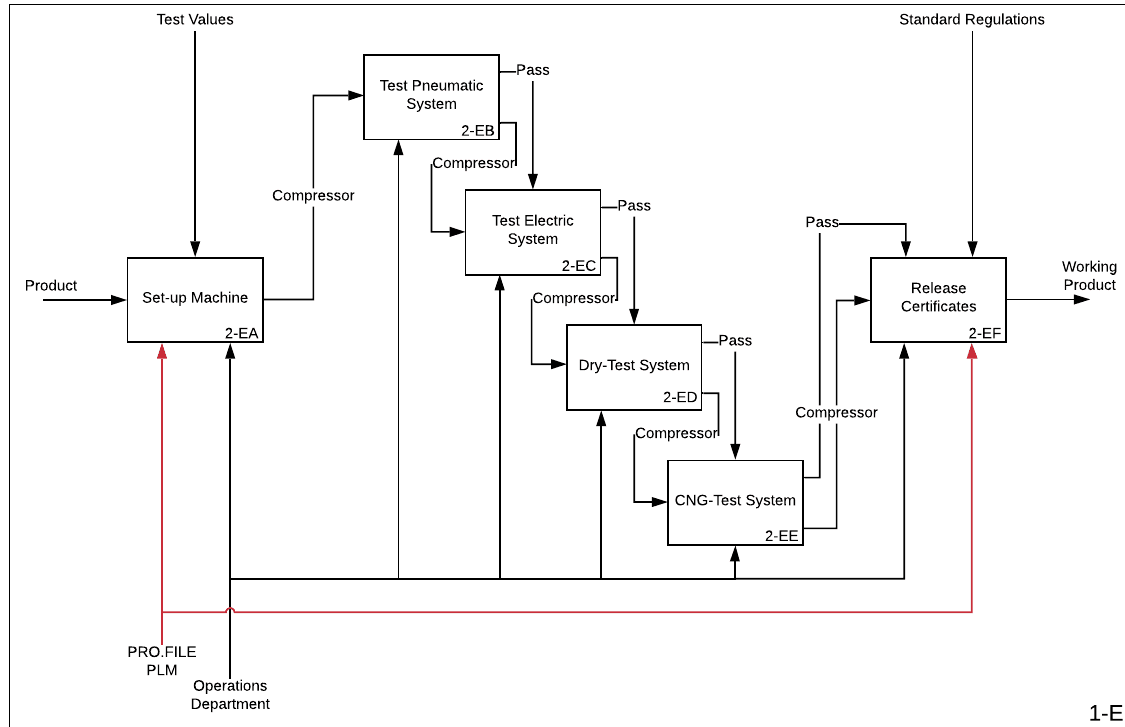 Test Values
Standard Regulations
Test Pneumatic
System
2-EB
Pass
Compressor
Compressor
Test Electric
System
2-EC
Pass
Pass
Product
Set-up Machine
2-EA
Compressor
Release
Certificates
2-EF
Working
Product
Dry-Test System
2-ED
Pass
Compressor
Compressor
CNG-Test System
2-EE
PRO.FILE
PLM
Operations
Department
1-E